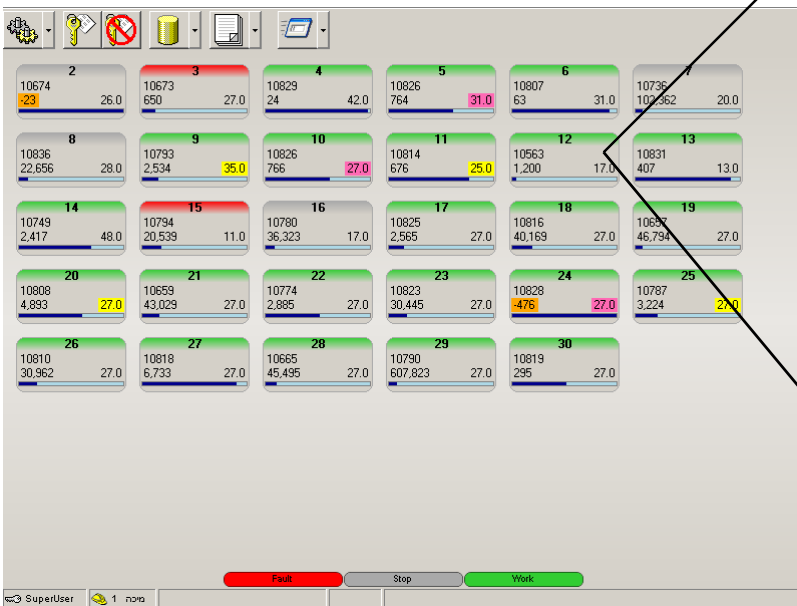 2 3 4 5 6 7
10674 10673 10829 10826 10807 10736
-23 26.0 650 27.0 24 42.0 764 31.0 63 31.0 102,362 20.0
8 9 10 11 12 13
10836 10793 10826 10814 10563 10831
22,656 28.0 2,534 35.0 766 27.0 676 25.0 1,200 17.0 407 13.0
14 15 16 17 18 19
10749 10794 10780 10825 10816 10657
2,417 48.0 20,539 11.0 36,323 17.0 2,565 27.0 40,169 27.0 46,794 27.0
20 21 22 23 24 25
10808 10659 10774 10823 10828 10787
4,893 27.0 43,029 27.0 2,885 27.0 30,445 27.0 -476 27.0 3,224 27.0
26 27 28 29 30
10810 10818 10665 10790 10819
30,962 27.0 6,733 27.0 45,495 27.0 607,823 27.0 295 27.0
Fault Stop Work
SuperUser 1 מיכה